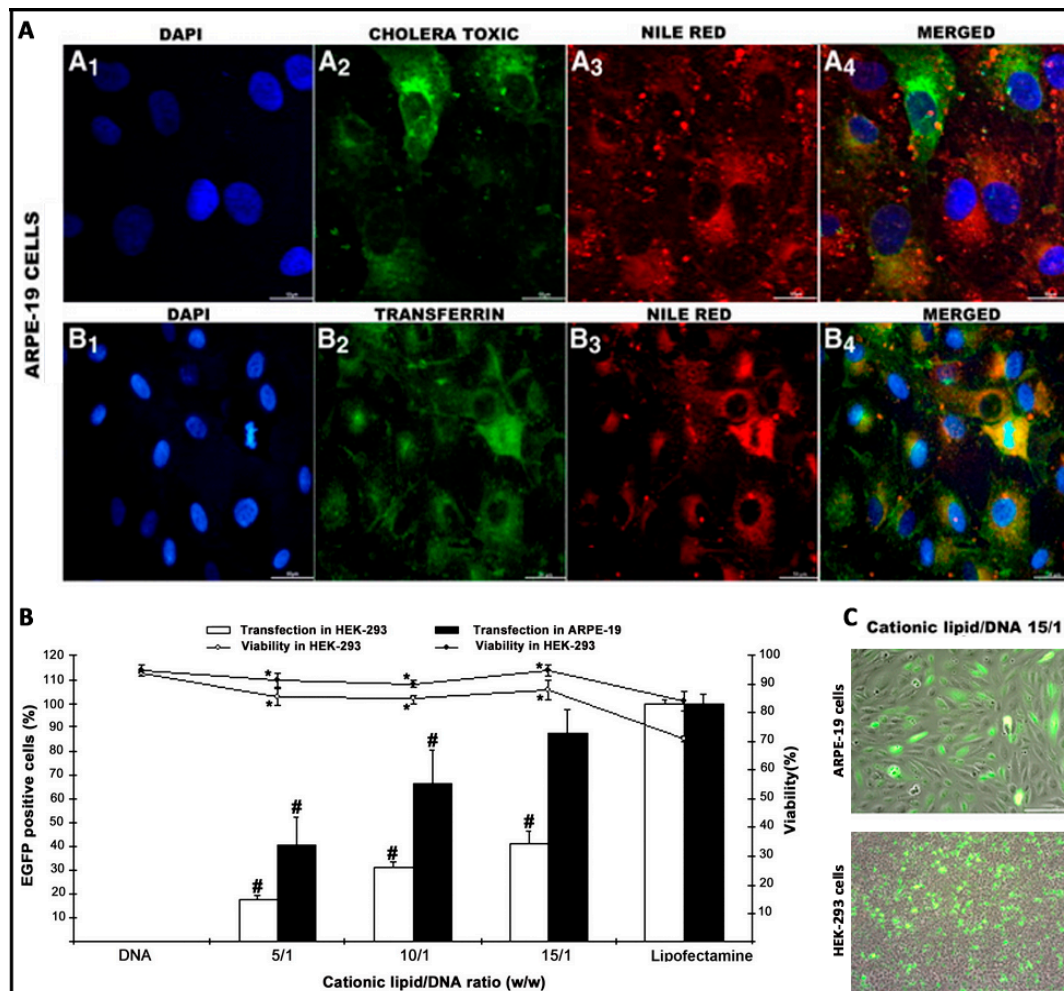 A
DAPI CHOLERA TOXIC NILE RED MERGED
A1 A2 A3 A4
ARPE-19 CELLS
DAPI TRANSFERRIN NILE RED MERGED
B1 B2 B3 B4
B
Transfection in HEK-293 Transfection in ARPE-19
Viability in HEK-293 Viability in HEK-293
EGFP positive cells (%)
120
110
100
90
80
70
60
50
40
30
20
10
* * *
* * *
# # # # #
100
90
80
70
60
50
40
30
20
10
Viability(%)
DNA 5/1 10/1 15/1 Lipofectamine
Cationic lipid/DNA ratio (w/w)
C
Cationic lipid/DNA 15/1
ARPE-19 cells
HEK-293 cells